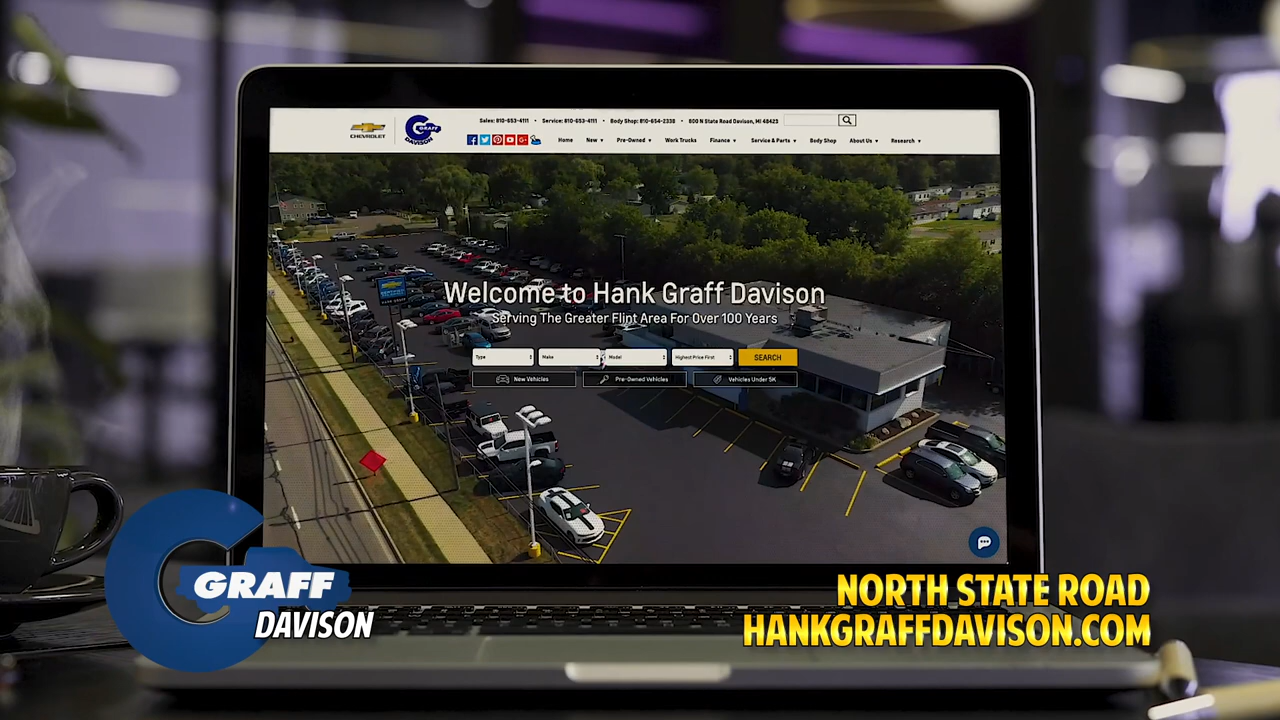 Sales: 810-653-4111 • Service: 810-653-4111 • Body Shop: 810-654-2338 • 800 N State Road Davison, MI 48423
CHEVROLET
GRAFF
DAVISON
Home New Pre-Owned Work Trucks Finance Service & Parts Body Shop About Us Research
Welcome to Hank Graff Davison
Serving The Greater Flint Area For Over 100 Years
Type Make Model Highest Price First SEARCH
New Vehicles Pre-Owned Vehicles Vehicles Under 5K
GRAFF
DAVISON
NORTH STATE ROAD
HANKGRAFFDAVISON.COM